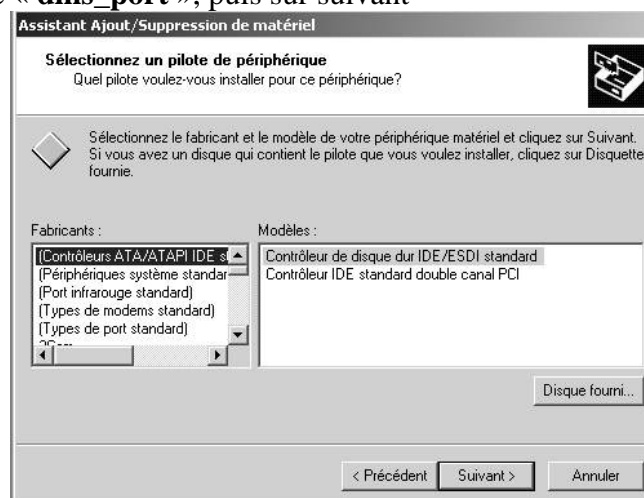 « dms_port », puis sur suivant
Assistant Ajout/Suppression de matériel
Sélectionnez un pilote de périphérique
Quel pilote voulez-vous installer pour ce périphérique?
Sélectionnez le fabricant et le modèle de votre périphérique matériel et cliquez sur Suivant.
Si vous avez un disque qui contient le pilote que vous voulez installer, cliquez sur Disquette
fournie.
Fabricants :
(Contrôleurs ATA/ATAPI IDE st
(Périphériques système standar
(Port infrarouge standard)
(Types de modems standard)
(Types de port standard)
Modèles :
Contrôleur de disque dur IDE/ESDI standard
Contrôleur IDE standard double canal PCI
Disque fourni...
< Précédent
Suivant >
Annuler